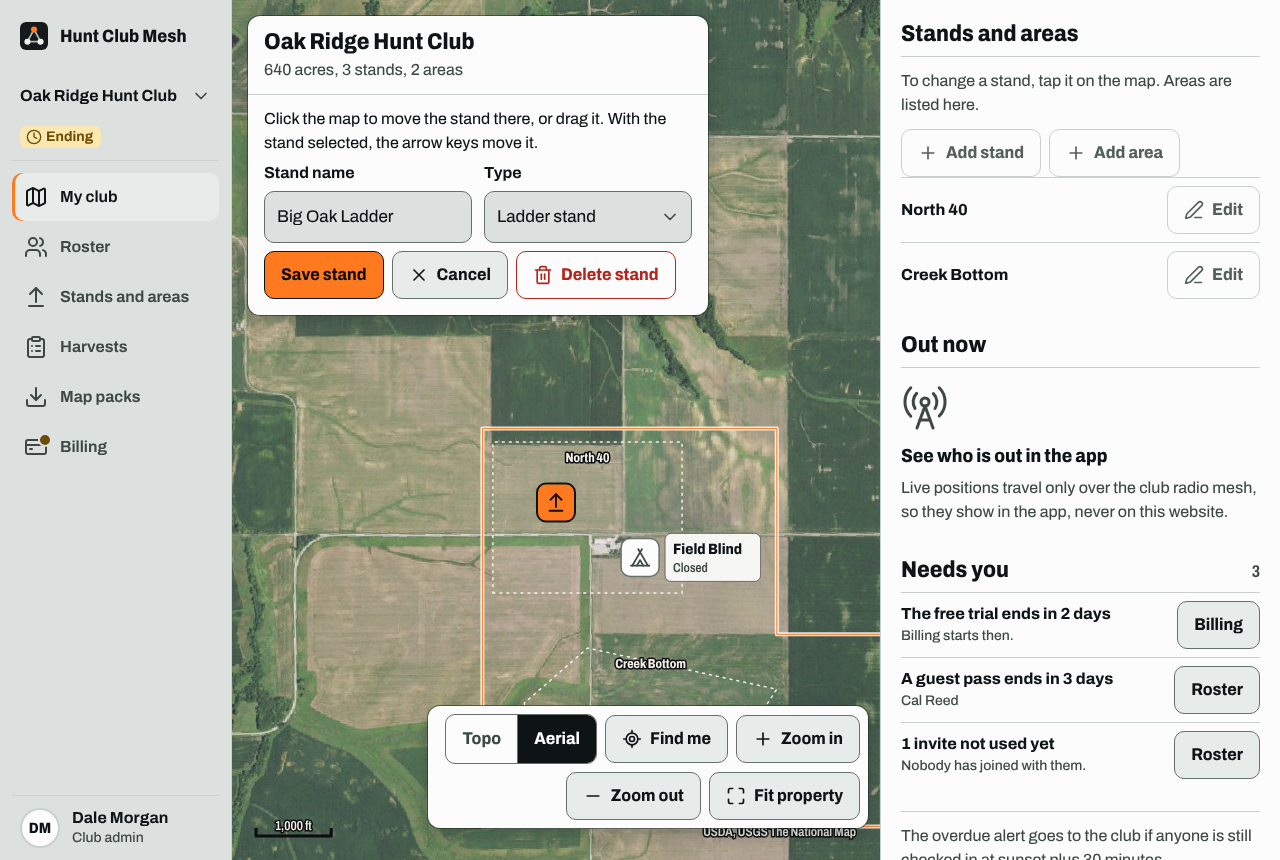 Hunt Club Mesh
Oak Ridge Hunt Club
Ending
My club
Roster
Stands and areas
Harvests
Map packs
Billing
DM
Dale Morgan
Club admin
Oak Ridge Hunt Club
640 acres, 3 stands, 2 areas
Click the map to move the stand there, or drag it. With the
stand selected, the arrow keys move it.
Stand name
Type
Big Oak Ladder
Ladder stand
Save stand
Cancel
Delete stand
North 40
Field Blind
Closed
Creek Bottom
Topo
Aerial
Find me
Zoom in
Zoom out
Fit property
1,000 ft
USDA, USGS The National Map
Stands and areas
To change a stand, tap it on the map. Areas are
listed here.
Add stand
Add area
North 40
Edit
Creek Bottom
Edit
Out now
See who is out in the app
Live positions travel only over the club radio mesh,
so they show in the app, never on this website.
Needs you
3
The free trial ends in 2 days
Billing starts then.
Billing
A guest pass ends in 3 days
Cal Reed
Roster
1 invite not used yet
Nobody has joined with them.
Roster
The overdue alert goes to the club if anyone is still
checked in at sunset plus 30 minutes.